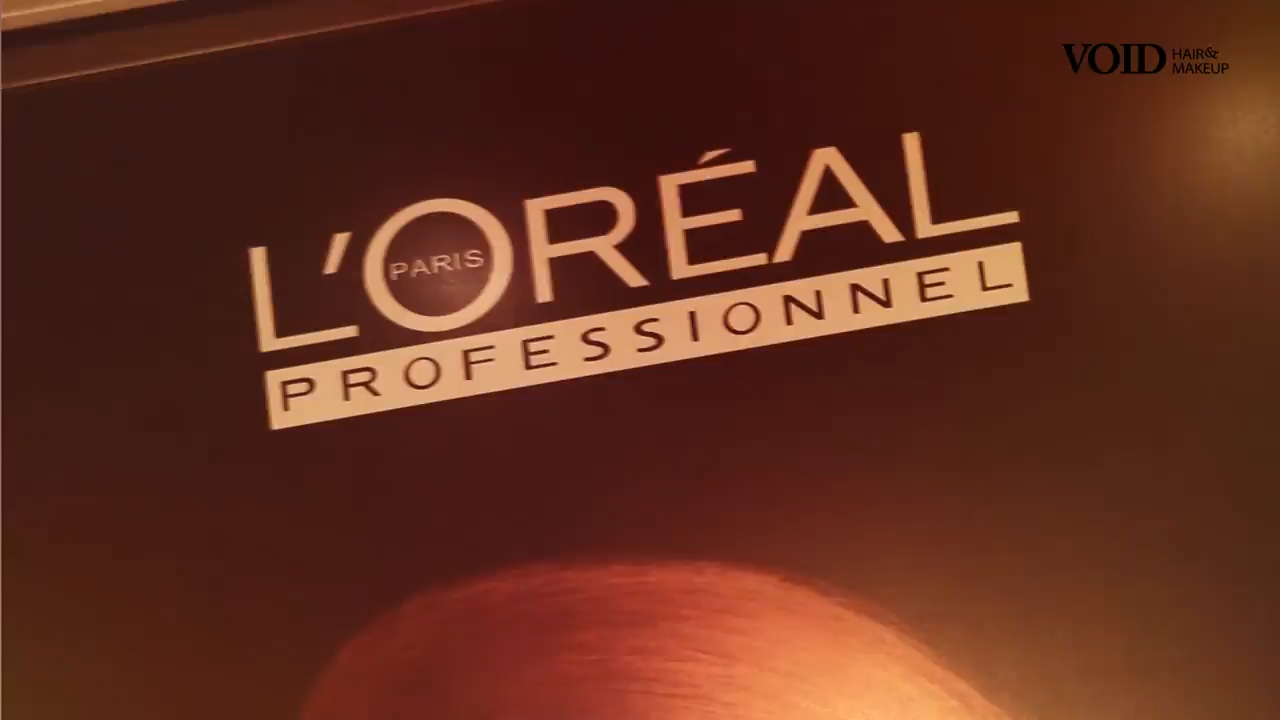 VOID HAIR&
MAKEUP
L'ORÉAL
PARIS
PROFESSIONNEL